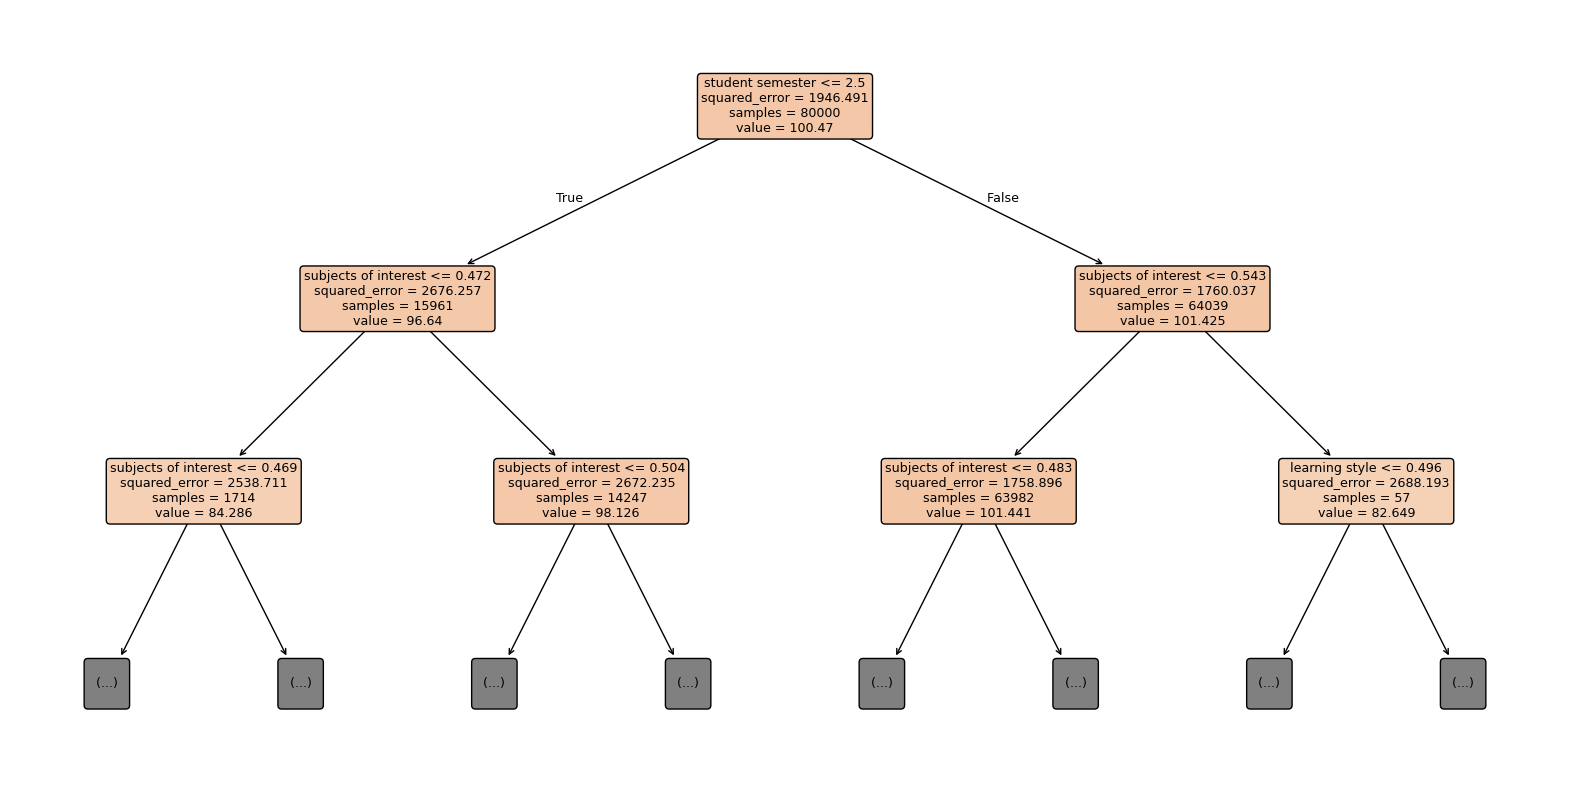 student semester <= 2.5
squared_error = 1946.491
samples = 80000
value = 100.47
True
False
subjects of interest <= 0.472
squared_error = 2676.257
samples = 15961
value = 96.64
subjects of interest <= 0.543
squared_error = 1760.037
samples = 64039
value = 101.425
subjects of interest <= 0.469
squared_error = 2538.711
samples = 1714
value = 84.286
subjects of interest <= 0.504
squared_error = 2672.235
samples = 14247
value = 98.126
subjects of interest <= 0.483
squared_error = 1758.896
samples = 63982
value = 101.441
learning style <= 0.496
squared_error = 2688.193
samples = 57
value = 82.649
(...)
(...)
(...)
(...)
(...)
(...)
(...)
(...)